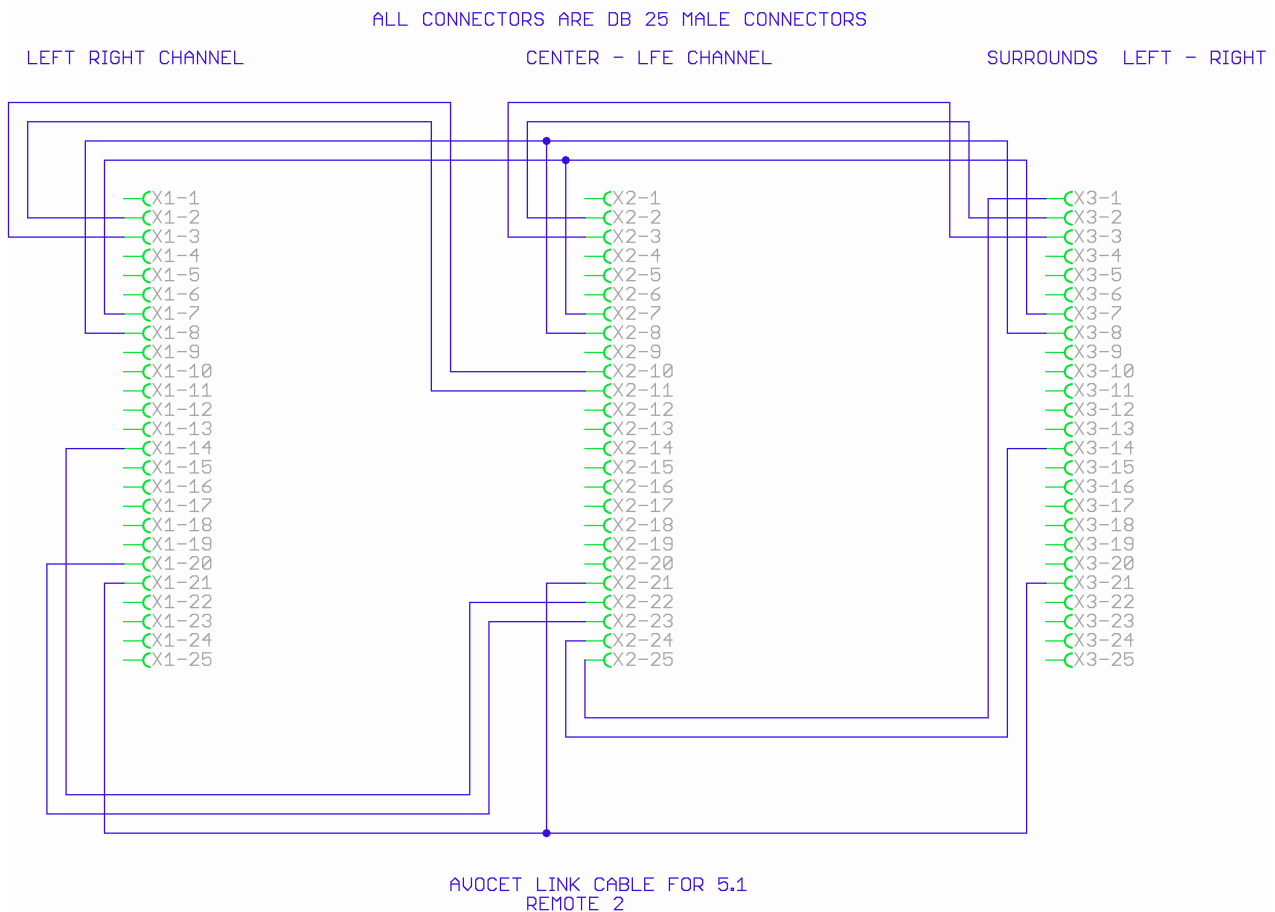 ALL CONNECTORS ARE DB 25 MALE CONNECTORS
LEFT RIGHT CHANNEL
CENTER - LFE CHANNEL
SURROUNDS LEFT - RIGHT
X1-1
X1-2
X1-3
X1-4
X1-5
X1-6
X1-7
X1-8
X1-9
X1-10
X1-11
X1-12
X1-13
X1-14
X1-15
X1-16
X1-17
X1-18
X1-19
X1-20
X1-21
X1-22
X1-23
X1-24
X1-25
X2-1
X2-2
X2-3
X2-4
X2-5
X2-6
X2-7
X2-8
X2-9
X2-10
X2-11
X2-12
X2-13
X2-14
X2-15
X2-16
X2-17
X2-18
X2-19
X2-20
X2-21
X2-22
X2-23
X2-24
X2-25
X3-1
X3-2
X3-3
X3-4
X3-5
X3-6
X3-7
X3-8
X3-9
X3-10
X3-11
X3-12
X3-13
X3-14
X3-15
X3-16
X3-17
X3-18
X3-19
X3-20
X3-21
X3-22
X3-23
X3-24
X3-25
AVOCET LINK CABLE FOR 5.1
REMOTE 2